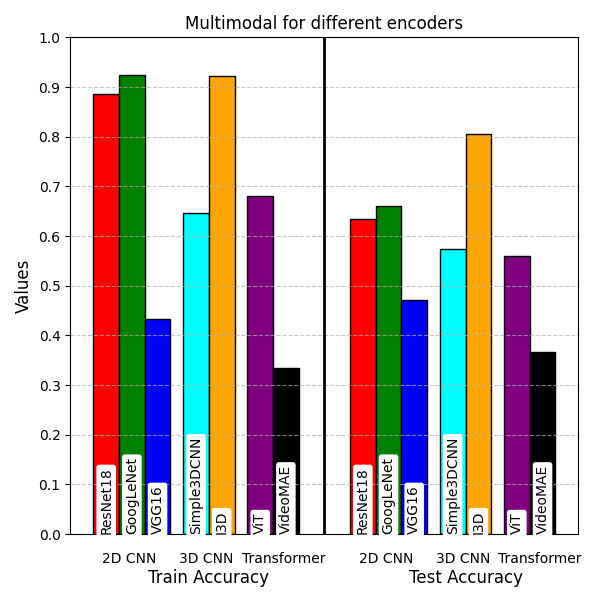 Multimodal for different encoders
Values
1.0
0.9
0.8
0.7
0.6
0.5
0.4
0.3
0.2
0.1
0.0
ResNet18
GoogLeNet
VGG16
Simple3DCNN
I3D
ViT
VideoMAE
ResNet18
GoogLeNet
VGG16
Simple3DCNN
I3D
ViT
VideoMAE
2D CNN 3D CNN Transformer 2D CNN 3D CNN Transformer
Train Accuracy Test Accuracy